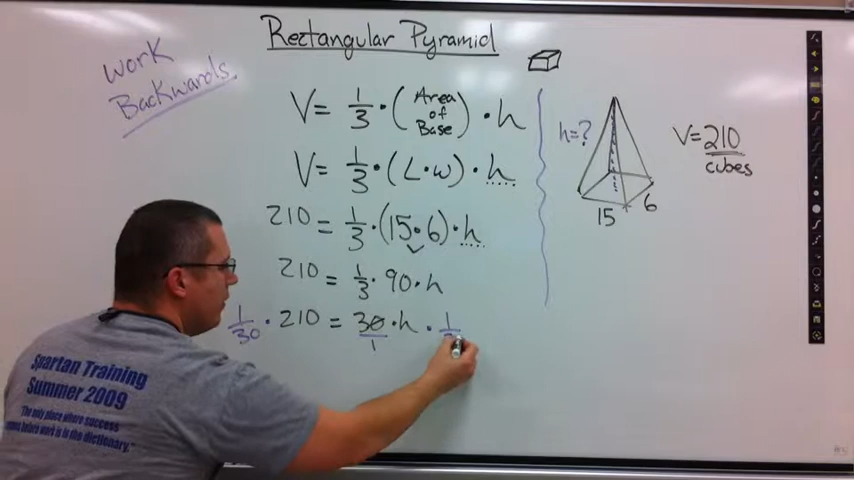 Rectangular Pyramid
work
Backwards.
V = 1/3 • (Area of Base) • h
V = 1/3 • (L • w) • h
210 = 1/3 • (15 • 6) • h
210 = 1/3 • 90 • h
1/30 • 210 = 30/1 • h • 1/
h=?
15
6
V=210
cubes
Spartan Training
Summer 2009
"The only place where success
comes before work is in the dictionary."